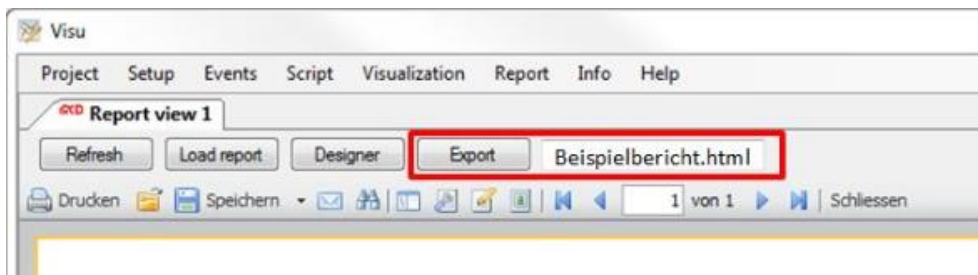 Visu
Project Setup Events Script Visualization Report Info Help
GCD Report view 1
Refresh Load report Designer Export Beispielbericht.html
Drucken Speichern 1 von 1 Schliessen